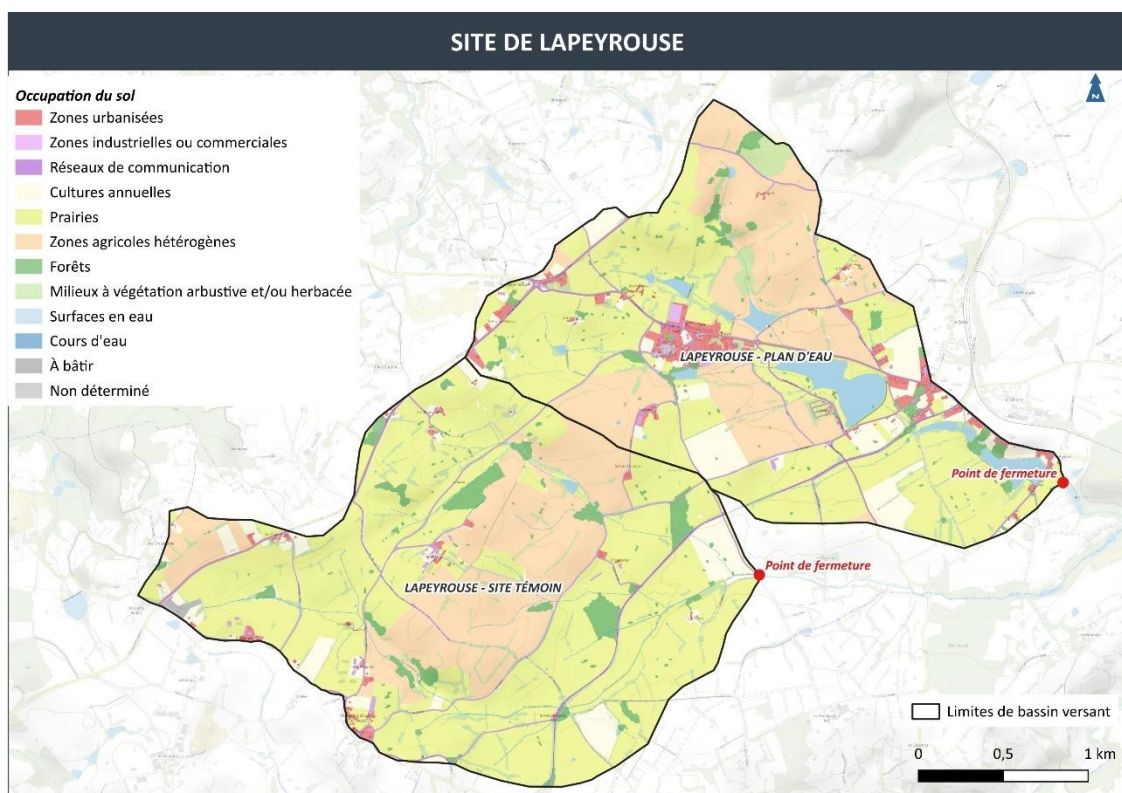 SITE DE LAPEYROUSE
Occupation du sol
Zones urbanisées
Zones industrielles ou commerciales
Réseaux de communication
Cultures annuelles
Prairies
Zones agricoles hétérogènes
Forêts
Milieux à végétation arbustive et/ou herbacée
Surfaces en eau
Cours d'eau
À bâtir
Non déterminé
N
LAPEYROUSE - PLAN D'EAU
Point de fermeture
Point de fermeture
LAPEYROUSE - SITE TÉMOIN
Limites de bassin versant
0 0,5 1 km